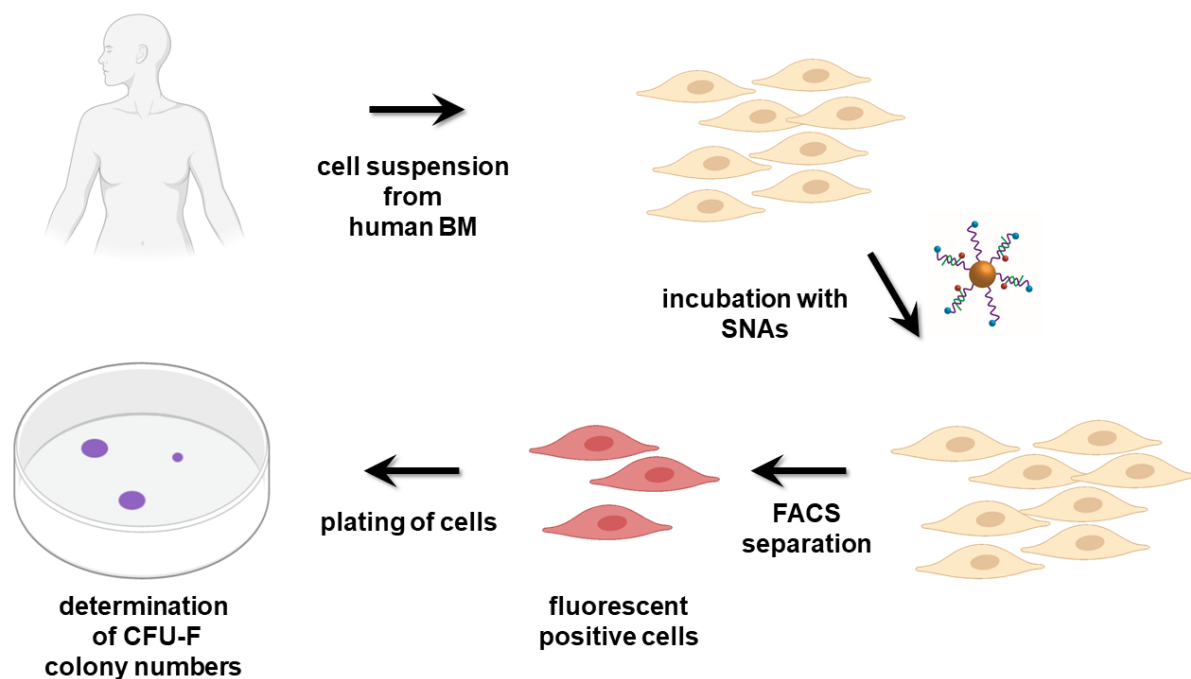 cell suspension
from
human BM
incubation with
SNAs
FACS
separation
fluorescent
positive cells
plating of cells
determination
of CFU-F
colony numbers